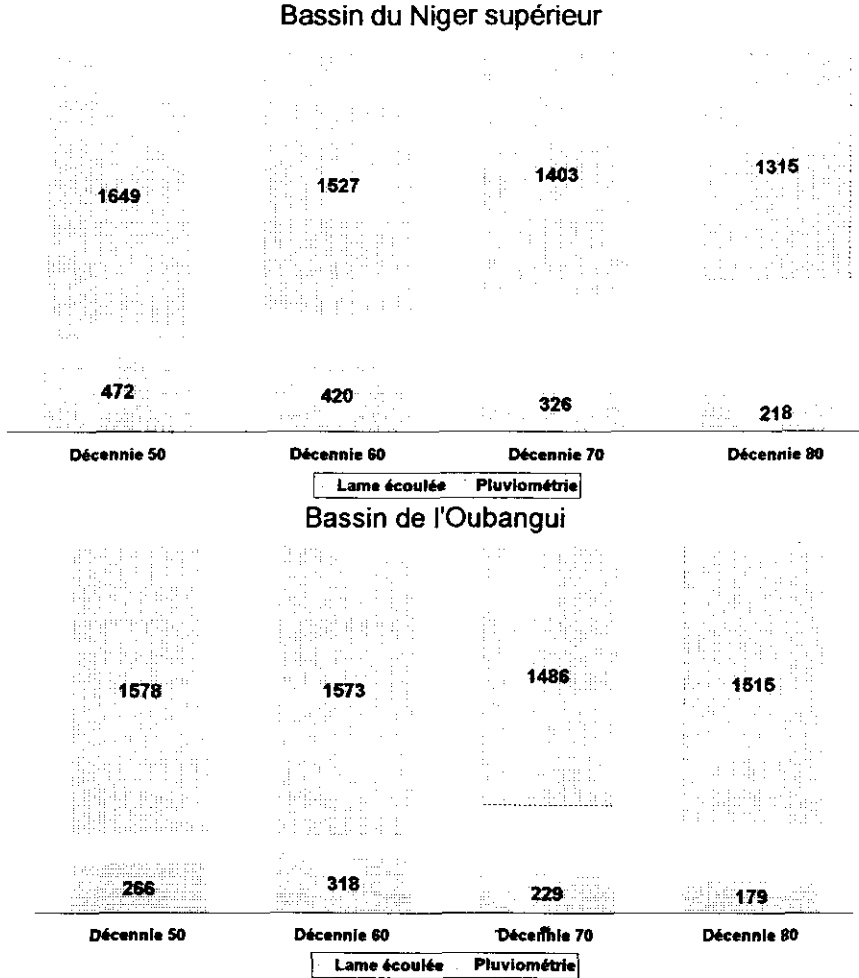 Bassin du Niger supérieur
1649 1527 1403 1315
472 420 326 218
Décennie 50 Décennie 60 Décennie 70 Décennie 80
Lame écoulée Pluviométrie
Bassin de l'Oubangui
1578 1573 1486 1515
266 318 229 179
Décennie 50 Décennie 60 Décennie 70 Décennie 80
Lame écoulée Pluviométrie